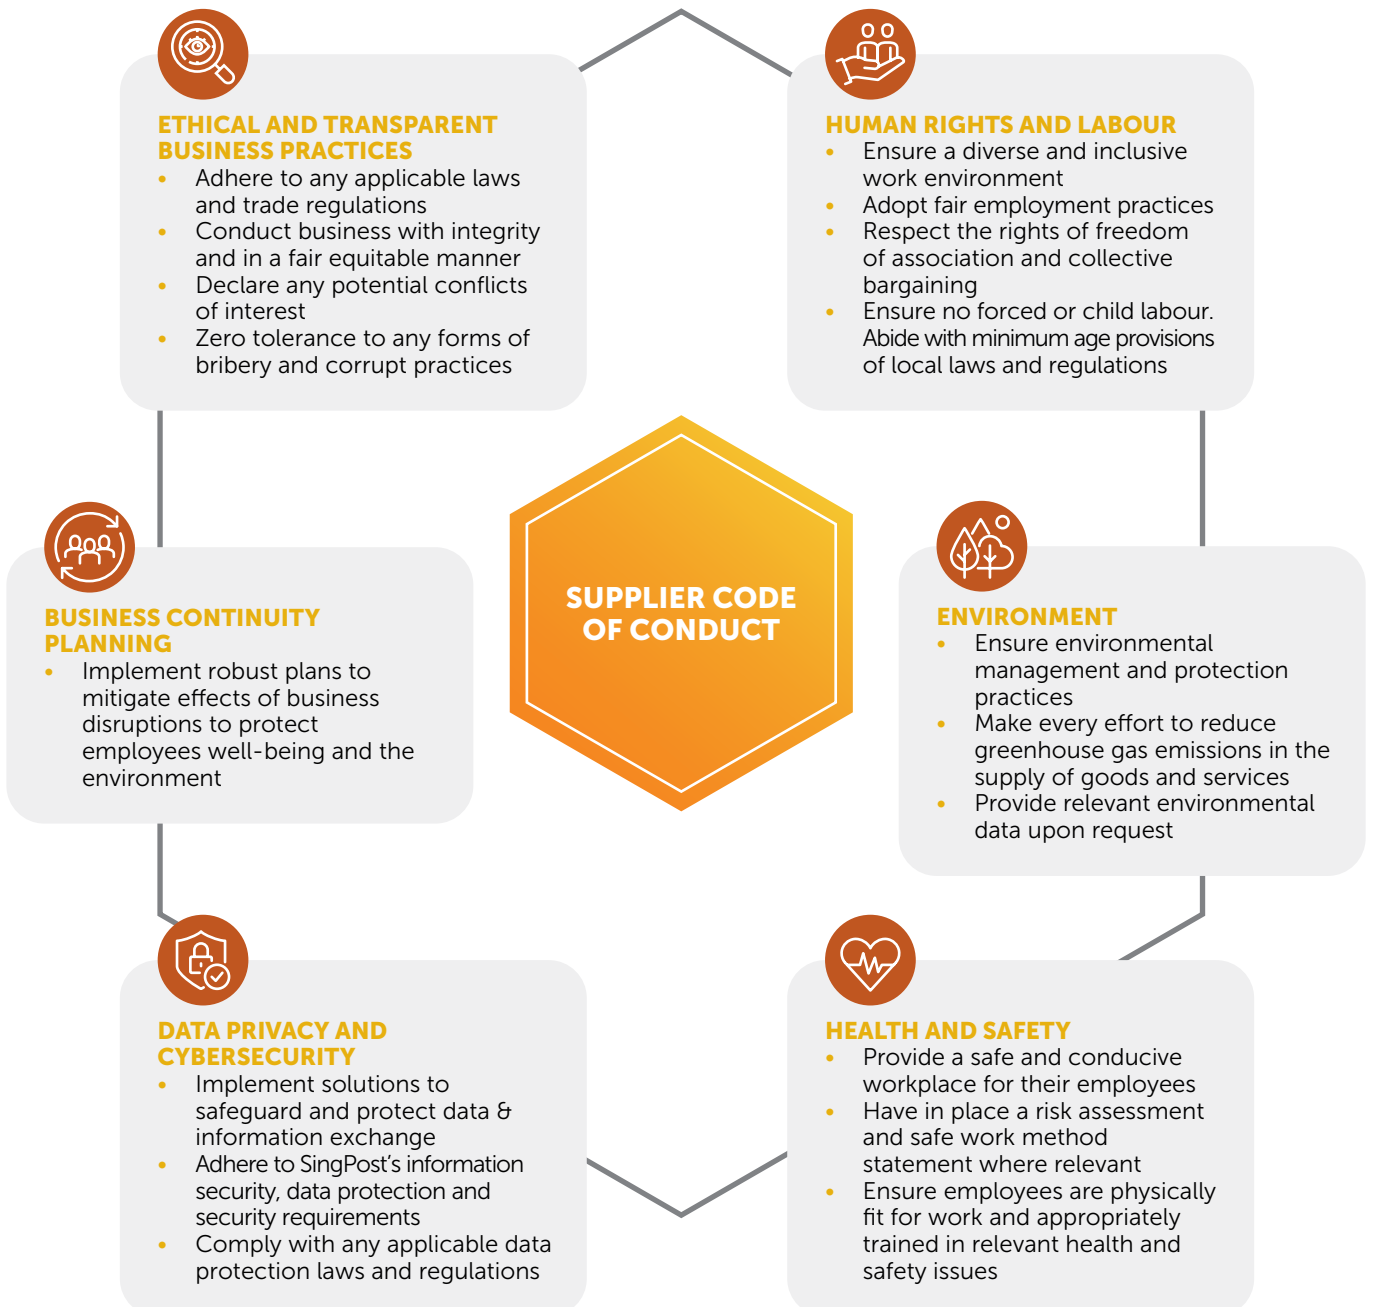 ETHICAL AND TRANSPARENT
BUSINESS PRACTICES
• Adhere to any applicable laws
and trade regulations
• Conduct business with integrity
and in a fair equitable manner
• Declare any potential conflicts
of interest
• Zero tolerance to any forms of
bribery and corrupt practices
HUMAN RIGHTS AND LABOUR
• Ensure a diverse and inclusive
work environment
• Adopt fair employment practices
• Respect the rights of freedom
of association and collective
bargaining
• Ensure no forced or child labour.
Abide with minimum age provisions
of local laws and regulations
BUSINESS CONTINUITY
PLANNING
• Implement robust plans to
mitigate effects of business
disruptions to protect
employees well-being and the
environment
SUPPLIER CODE
OF CONDUCT
ENVIRONMENT
• Ensure environmental
management and protection
practices
• Make every effort to reduce
greenhouse gas emissions in the
supply of goods and services
• Provide relevant environmental
data upon request
DATA PRIVACY AND
CYBERSECURITY
• Implement solutions to
safeguard and protect data &
information exchange
• Adhere to SingPost's information
security, data protection and
security requirements
• Comply with any applicable data
protection laws and regulations
HEALTH AND SAFETY
• Provide a safe and conducive
workplace for their employees
• Have in place a risk assessment
and safe work method
statement where relevant
• Ensure employees are physically
fit for work and appropriately
trained in relevant health and
safety issues